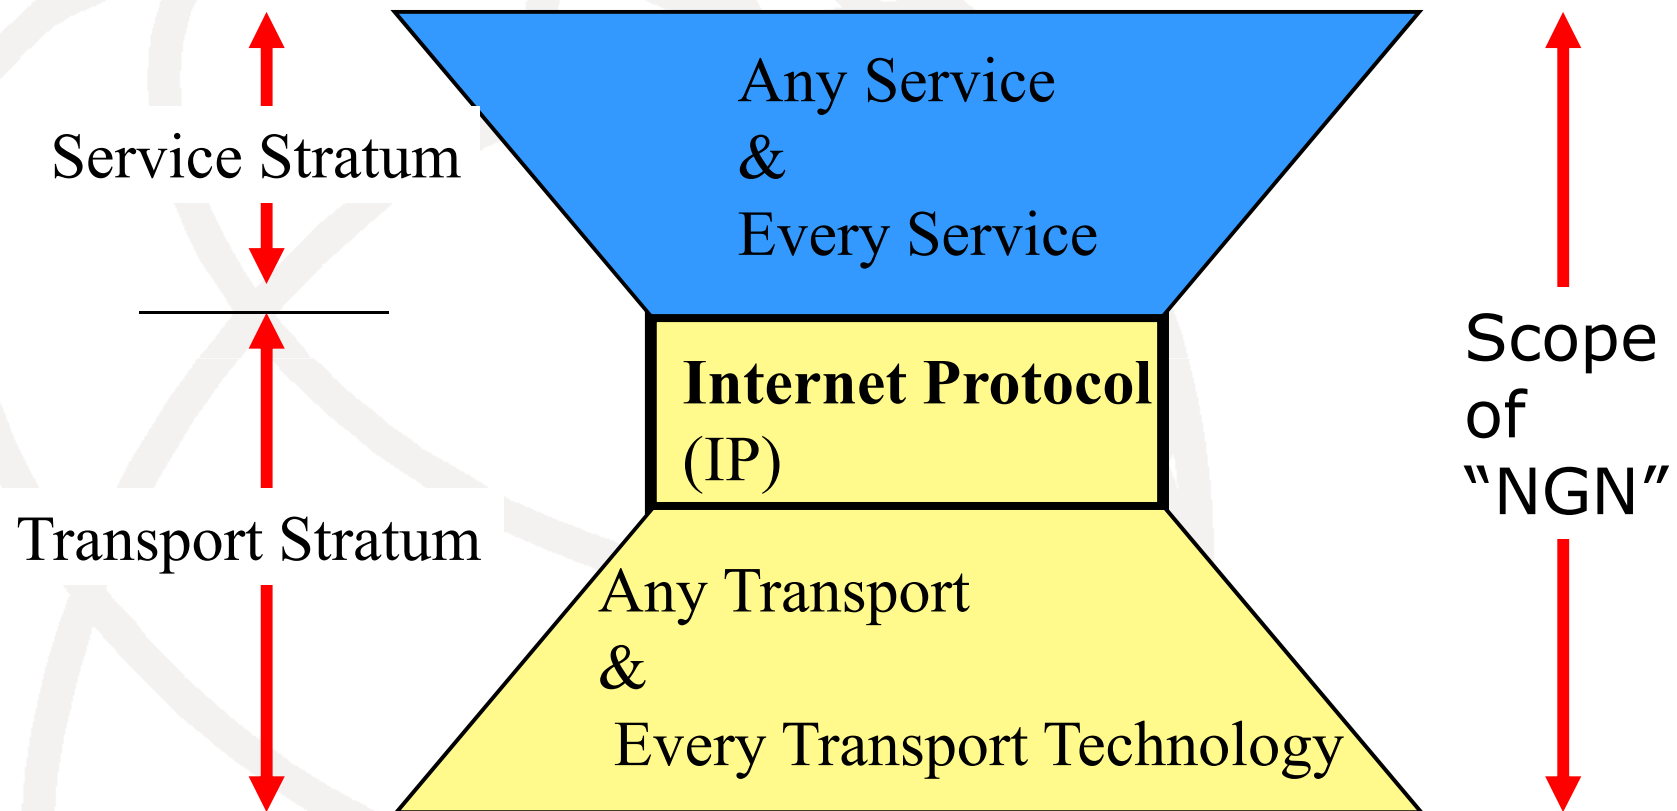 Service Stratum
Transport Stratum
Any Service
&
Every Service
Internet Protocol
(IP)
Any Transport
&
Every Transport Technology
Scope
of
“NGN”